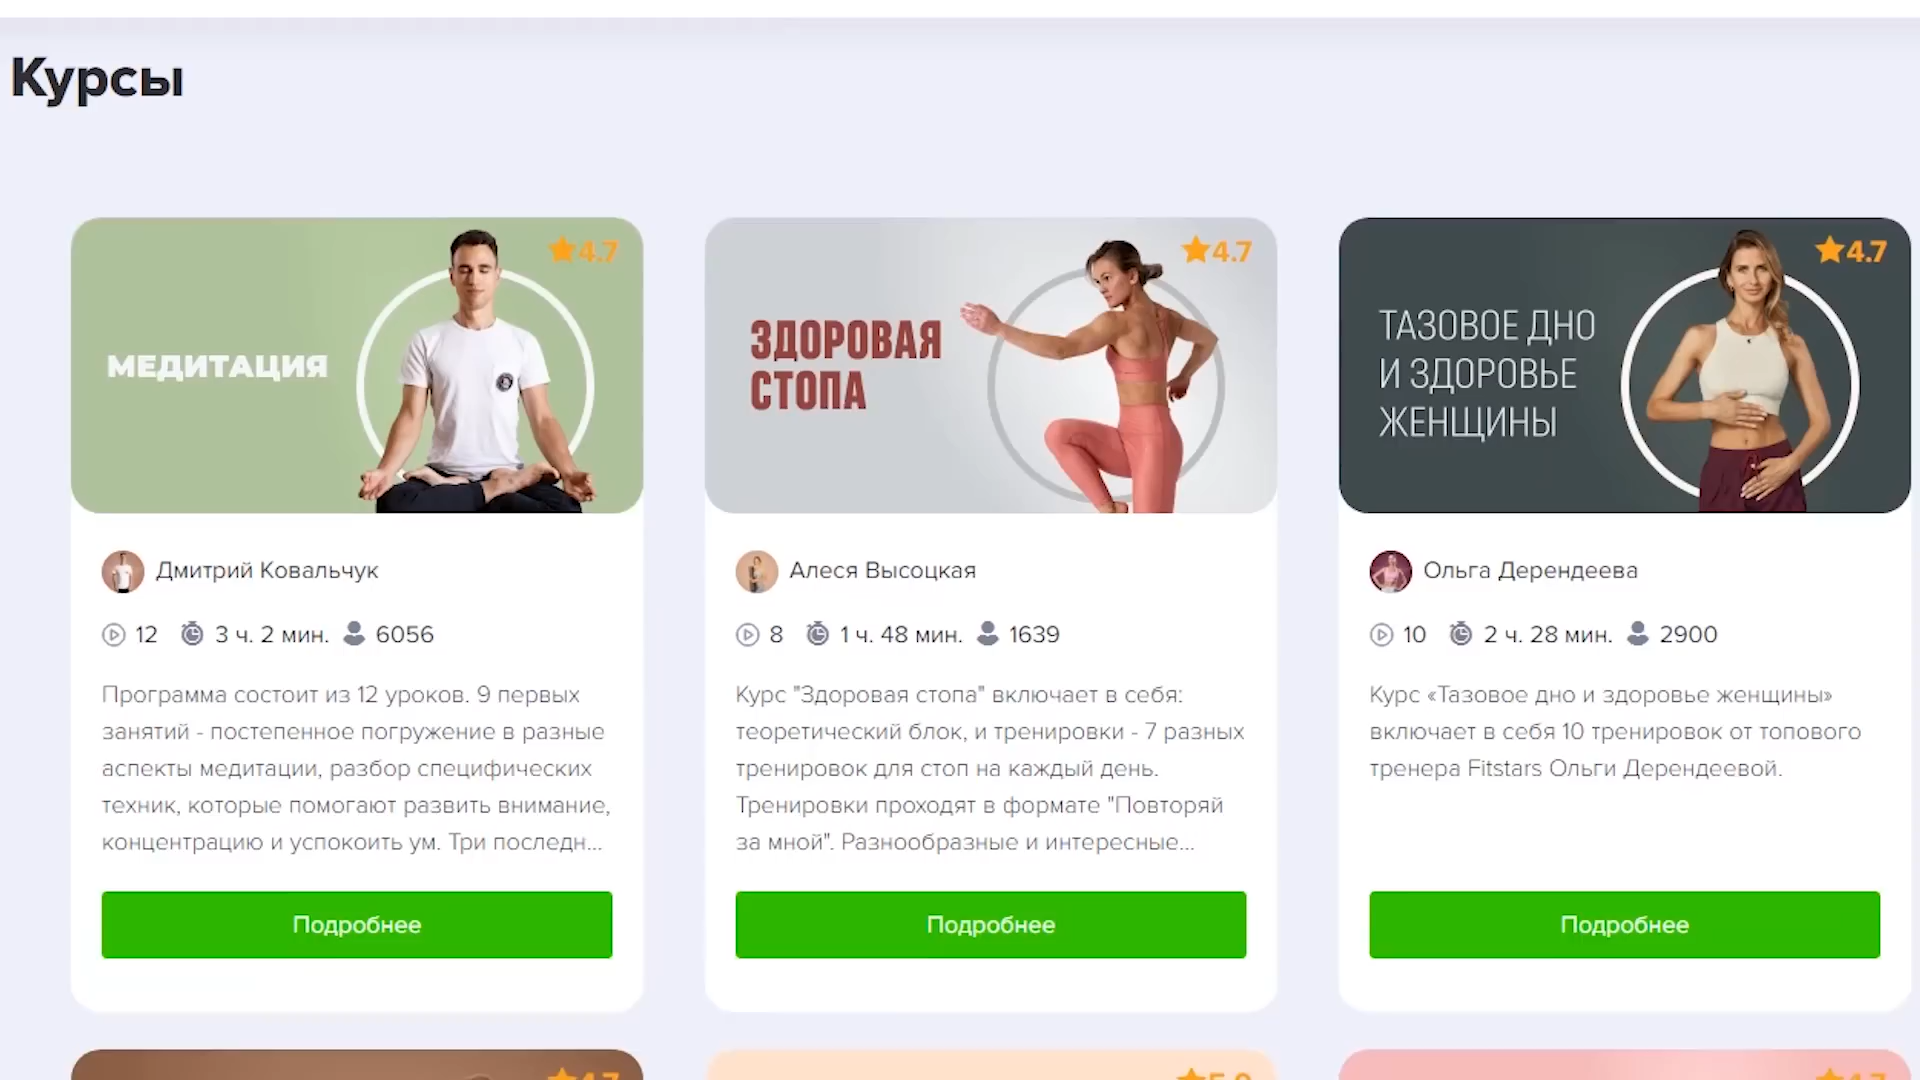 Курсы
4.7
МЕДИТАЦИЯ
Дмитрий Ковальчук
12 3 ч. 2 мин. 6056
Программа состоит из 12 уроков. 9 первых
занятий - постепенное погружение в разные
аспекты медитации, разбор специфических
техник, которые помогают развить внимание,
концентрацию и успокоить ум. Три последн...
Подробнее
4.7
ЗДОРОВАЯ
СТОПА
Алеся Высоцкая
8 1 ч. 48 мин. 1639
Курс "Здоровая стопа" включает в себя:
теоретический блок, и тренировки - 7 разных
тренировок для стоп на каждый день.
Тренировки проходят в формате "Повторяй
за мной". Разнообразные и интересные...
Подробнее
4.7
ТАЗОВОЕ ДНО
И ЗДОРОВЬЕ
ЖЕНЩИНЫ
Ольга Дерендеева
10 2 ч. 28 мин. 2900
Курс «Тазовое дно и здоровье женщины»
включает в себя 10 тренировок от топового
тренера Fitstars Ольги Дерендеевой.
Подробнее